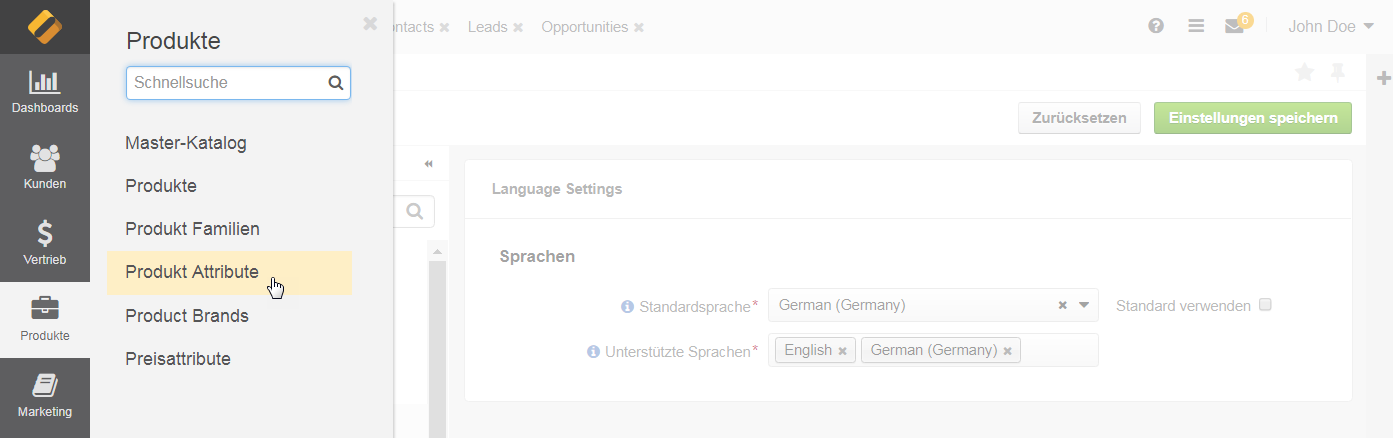 Dashboards
Kunden
Vertrieb
Produkte
Marketing
Produkte
Schnellsuche
Master-Katalog
Produkte
Produkt Familien
Produkt Attribute
Product Brands
Preisattribute
ontacts Leads Opportunities
6
John Doe
Zurücksetzen Einstellungen speichern
Language Settings
Sprachen
Standardsprache* German (Germany) Standard verwenden
Unterstützte Sprachen* English German (Germany)